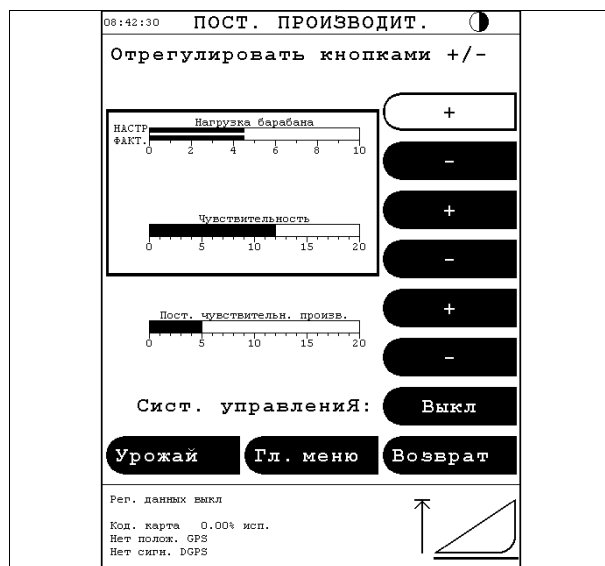 08:42:30 ПОСТ. ПРОИЗВОДИТ.
Отрегулировать кнопками +/-
+
Нагрузка барабана
НАСТР
ФАКТ.
0 2 4 6 8 10
-
+
Чувствительность
0 5 10 15 20
-
+
Пост. чувствительн. произв.
0 5 10 15 20
-
Сист. управлениЯ: Выкл
Урожай Гл. меню Возврат
Рег. данных выкл
Код. карта 0.00% исп.
Нет полож. GPS
Нет сигн. DGPS